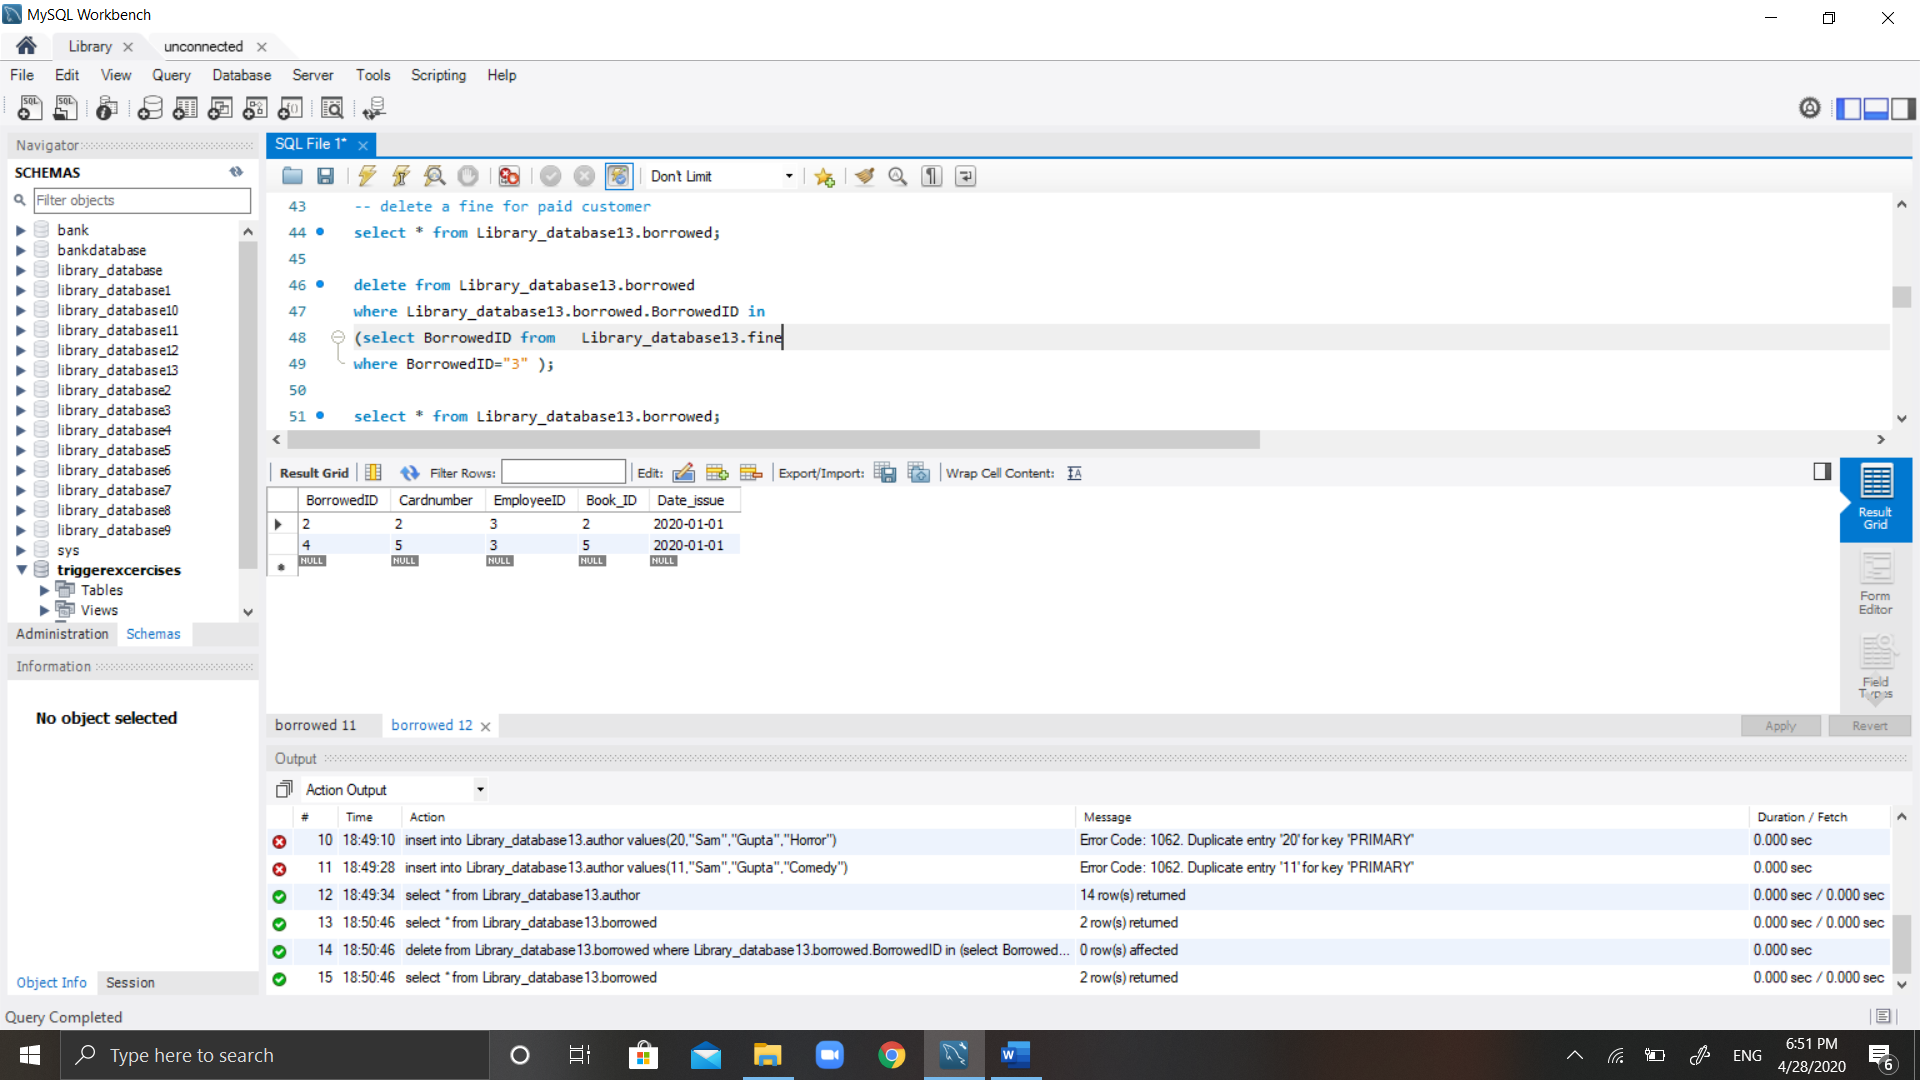 MySQL Workbench
Library unconnected
File Edit View Query Database Server Tools Scripting Help
Navigator
SCHEMAS
Filter objects
bank
bankdatabase
library_database
library_database1
library_database10
library_database11
library_database12
library_database13
library_database2
library_database3
library_database4
library_database5
library_database6
library_database7
library_database8
library_database9
sys
triggerexcercises
Tables
Views
Administration Schemas
Information
No object selected
Object Info Session
SQL File 1*
Don't Limit
43 -- delete a fine for paid customer
44 select * from Library_database13.borrowed;
45
46 delete from Library_database13.borrowed
47 where Library_database13.borrowed.BorrowedID in
48 (select BorrowedID from Library_database13.fine
49 where BorrowedID="3" );
50
51 select * from Library_database13.borrowed;
Result Grid Filter Rows: Edit: Export/Import: Wrap Cell Content:
BorrowedID Cardnumber EmployeeID Book_ID Date_issue
2 2 3 2 2020-01-01
4 5 3 5 2020-01-01
NULL NULL NULL NULL NULL
Result Grid
Form Editor
Field Types
borrowed 11 borrowed 12
Apply Revert
Output
Action Output
# Time Action Message Duration / Fetch
10 18:49:10 insert into Library_database13.author values(20,"Sam","Gupta","Horror") Error Code: 1062. Duplicate entry '20' for key 'PRIMARY' 0.000 sec
11 18:49:28 insert into Library_database13.author values(11,"Sam","Gupta","Comedy") Error Code: 1062. Duplicate entry '11' for key 'PRIMARY' 0.000 sec
12 18:49:34 select * from Library_database13.author 14 row(s) returned 0.000 sec / 0.000 sec
13 18:50:46 select * from Library_database13.borrowed 2 row(s) returned 0.000 sec / 0.000 sec
14 18:50:46 delete from Library_database13.borrowed where Library_database13.borrowed.BorrowedID in (select Borrowed... 0 row(s) affected 0.000 sec
15 18:50:46 select * from Library_database13.borrowed 2 row(s) returned 0.000 sec / 0.000 sec
Query Completed
Type here to search
ENG
6:51 PM
4/28/2020
6